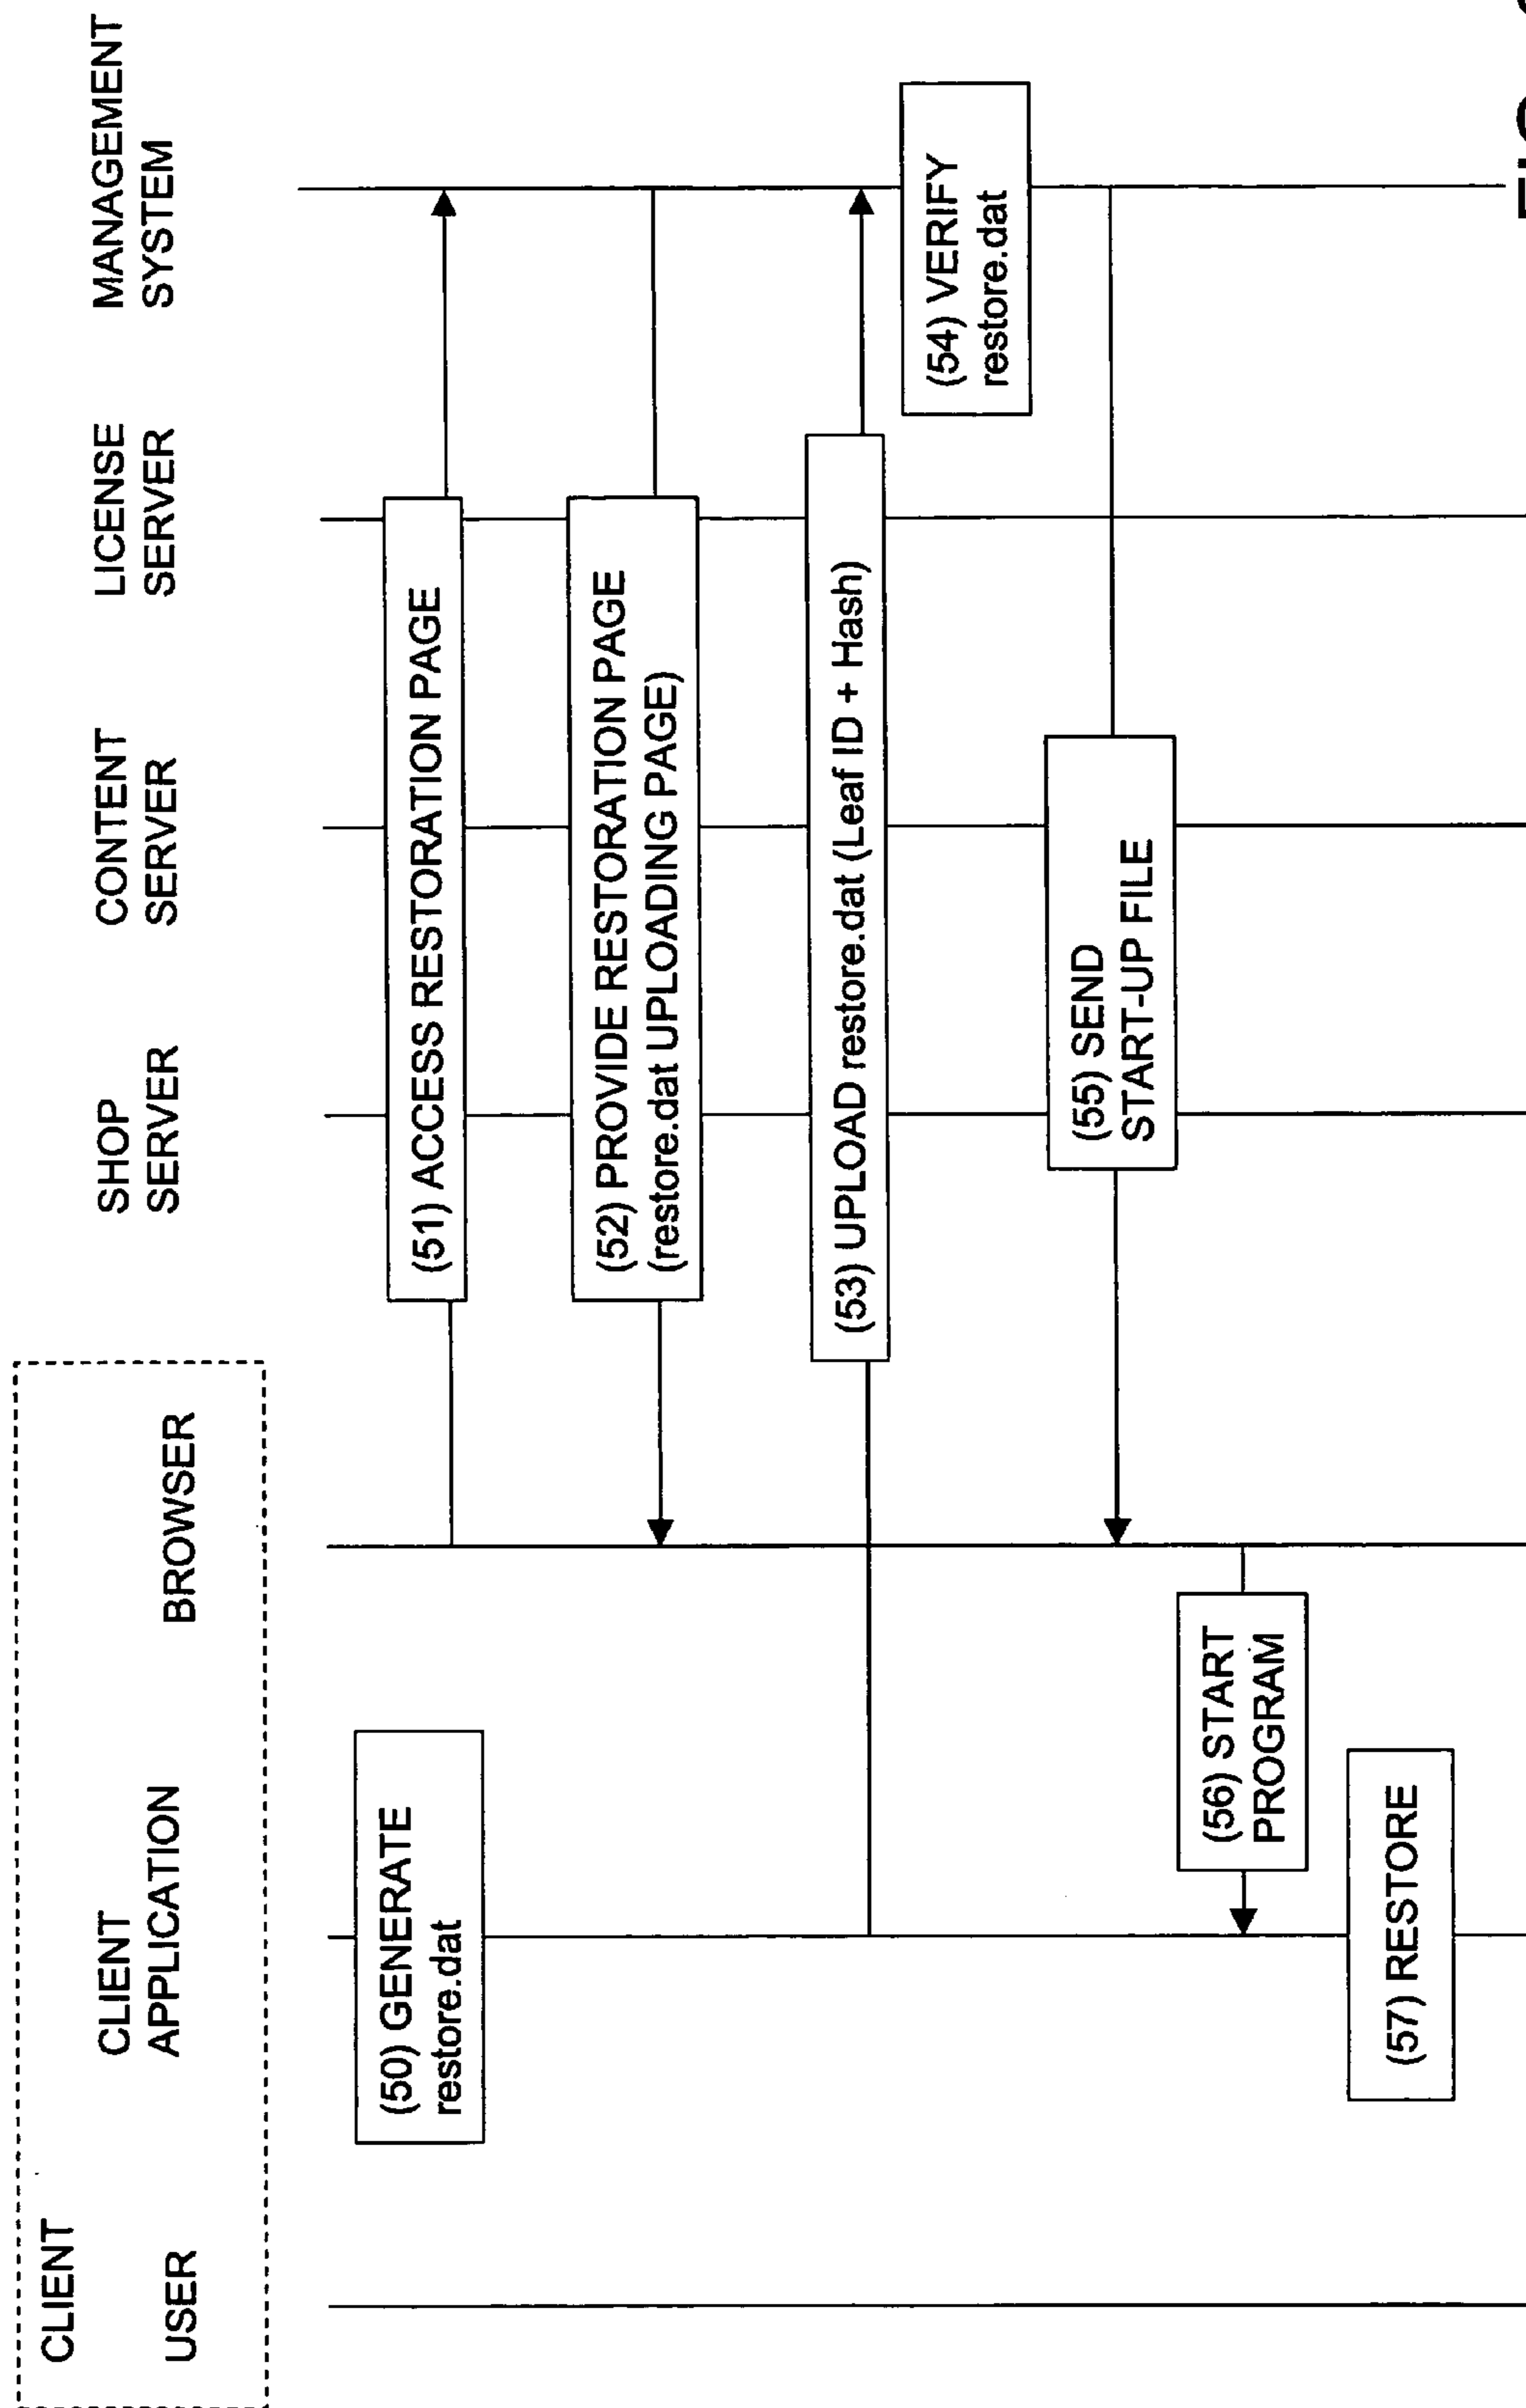 CLIENT
USER
CLIENT
APPLICATION
BROWSER
SHOP
SERVER
CONTENT
SERVER
LICENSE
SERVER
MANAGEMENT
SYSTEM
(50) GENERATE
restore.dat
(51) ACCESS RESTORATION PAGE
(52) PROVIDE RESTORATION PAGE
(restore.dat UPLOADING PAGE)
(53) UPLOAD restore.dat (Leaf ID + Hash)
(54) VERIFY
restore.dat
(55) SEND
START-UP FILE
(56) START
PROGRAM
(57) RESTORE